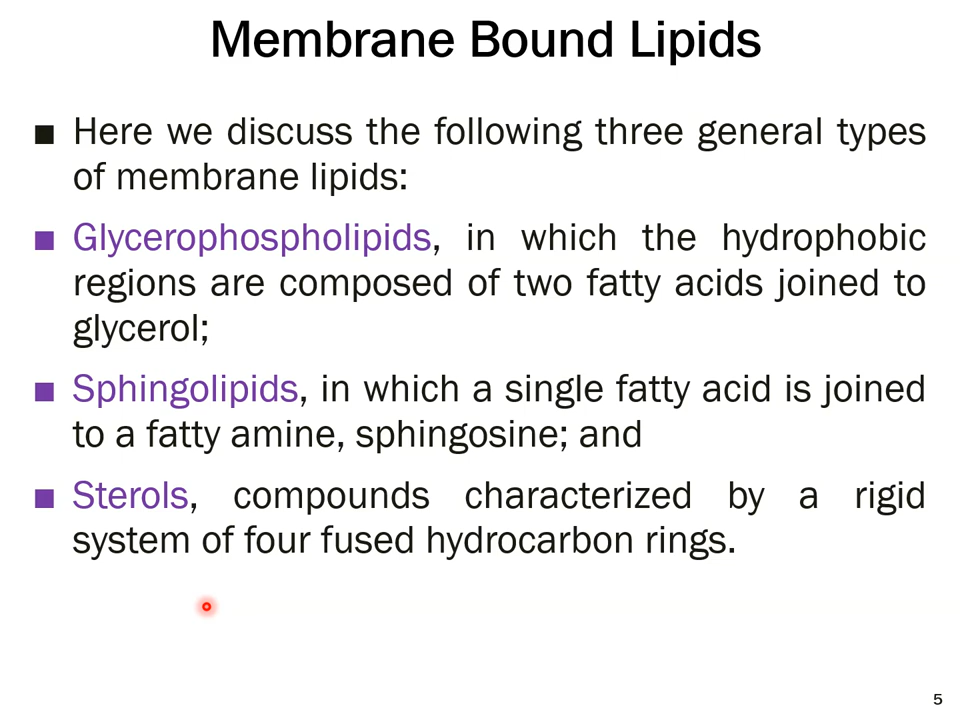 Membrane Bound Lipids
■ Here we discuss the following three general types
of membrane lipids:
■ Glycerophospholipids, in which the hydrophobic
regions are composed of two fatty acids joined to
glycerol;
■ Sphingolipids, in which a single fatty acid is joined
to a fatty amine, sphingosine; and
■ Sterols, compounds characterized by a rigid
system of four fused hydrocarbon rings.
5